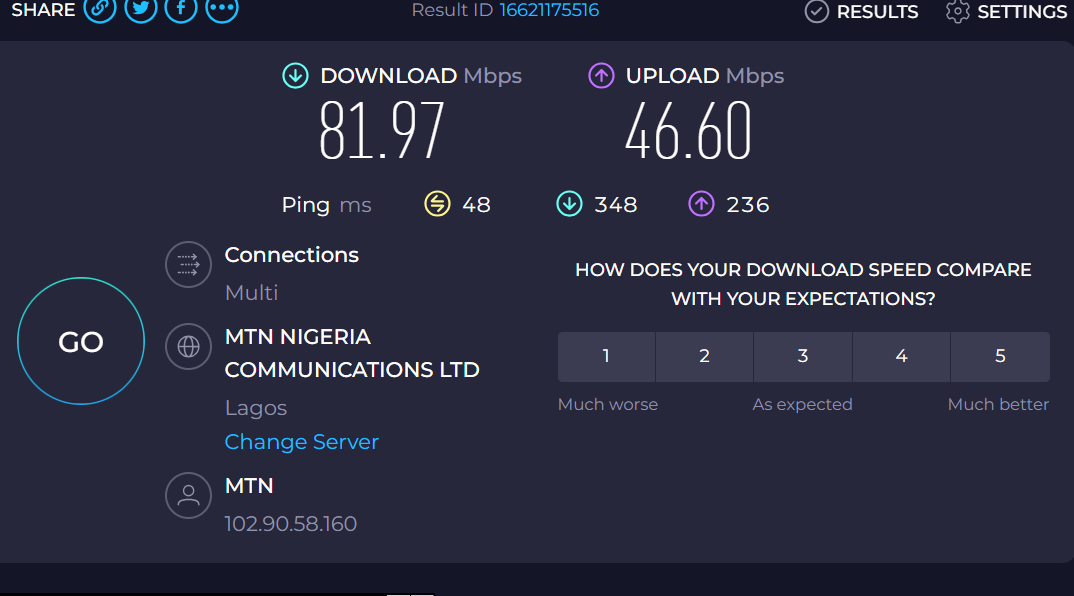 SHARE
Result ID 16621175516
RESULTS
SETTINGS
DOWNLOAD Mbps
81.97
UPLOAD Mbps
46.60
Ping ms
48
348
236
Connections
Multi
GO
MTN NIGERIA
COMMUNICATIONS LTD
Lagos
Change Server
MTN
102.90.58.160
HOW DOES YOUR DOWNLOAD SPEED COMPARE
WITH YOUR EXPECTATIONS?
1 2 3 4 5
Much worse As expected Much better